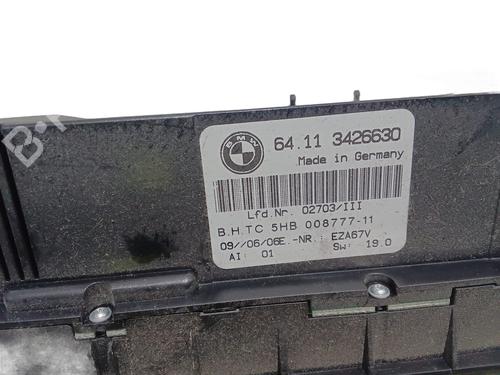 BMW
64.11 3426630
Made in Germany
Lfd.Nr. 02703/III
B.H.TC 5HB 008777-11
09//06/06E.-NR.: EZA67V
AI: 01 Sw: 19.0
B-PARTS